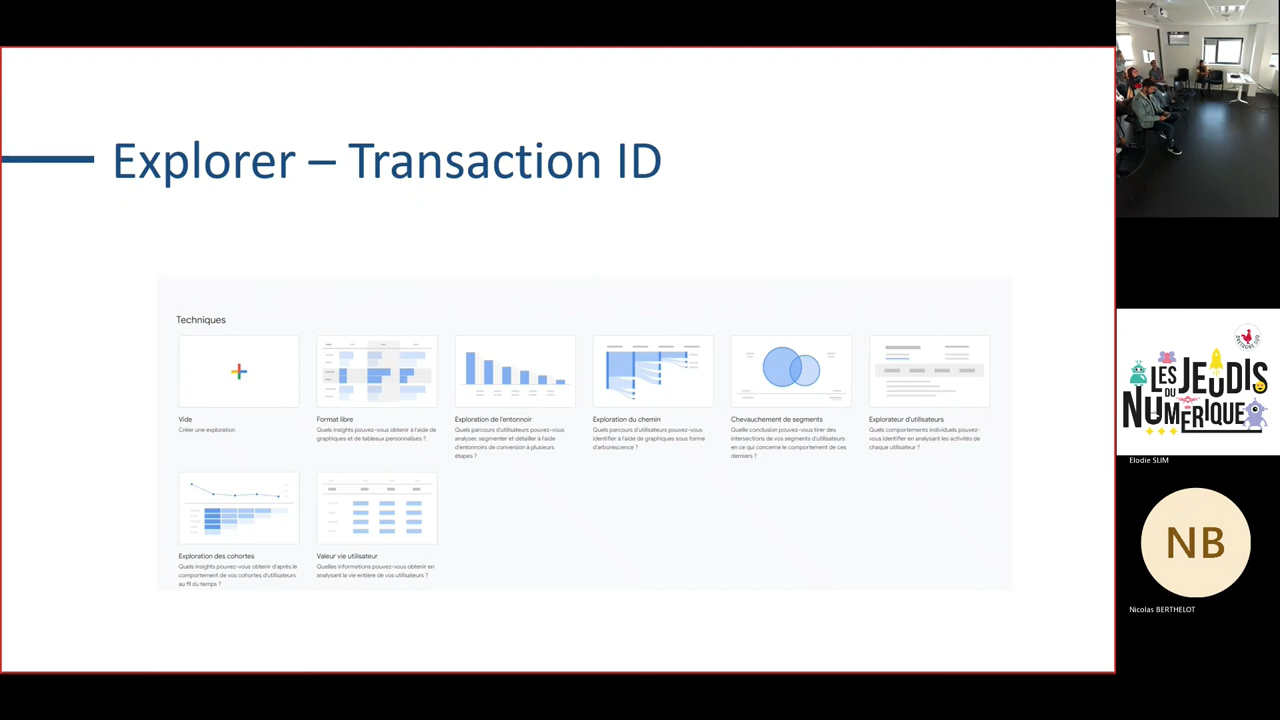 Explorer – Transaction ID
Techniques
Vide
Créer une exploration
Format libre
Quels insights pouvez-vous obtenir à l'aide de
graphiques et de tableaux personnalisés ?
Exploration de l'entonnoir
Quels parcours d'utilisateurs pouvez-vous
analyser, segmenter et détailler à l'aide
d'entonnoirs de conversion à plusieurs
étapes ?
Exploration du chemin
Quels parcours d'utilisateurs pouvez-vous
identifier à l'aide de graphiques sous forme
d'arborescence ?
Chevauchement de segments
Quelle conclusion pouvez-vous tirer des
intersections de vos segments d'utilisateurs
en ce qui concerne le comportement de ces
derniers ?
Explorateur d'utilisateurs
Quels comportements individuels pouvez-
vous identifier en analysant les activités de
chaque utilisateur ?
Exploration des cohortes
Quels insights pouvez-vous obtenir d'après le
comportement de vos cohortes d'utilisateurs
au fil du temps ?
Valeur vie utilisateur
Quelles informations pouvez-vous obtenir en
analysant la vie entière de vos utilisateurs ?
LES JEUDIS
DU
NUMÉRIQUE
Elodie SLIM
NB
Nicolas BERTHELOT